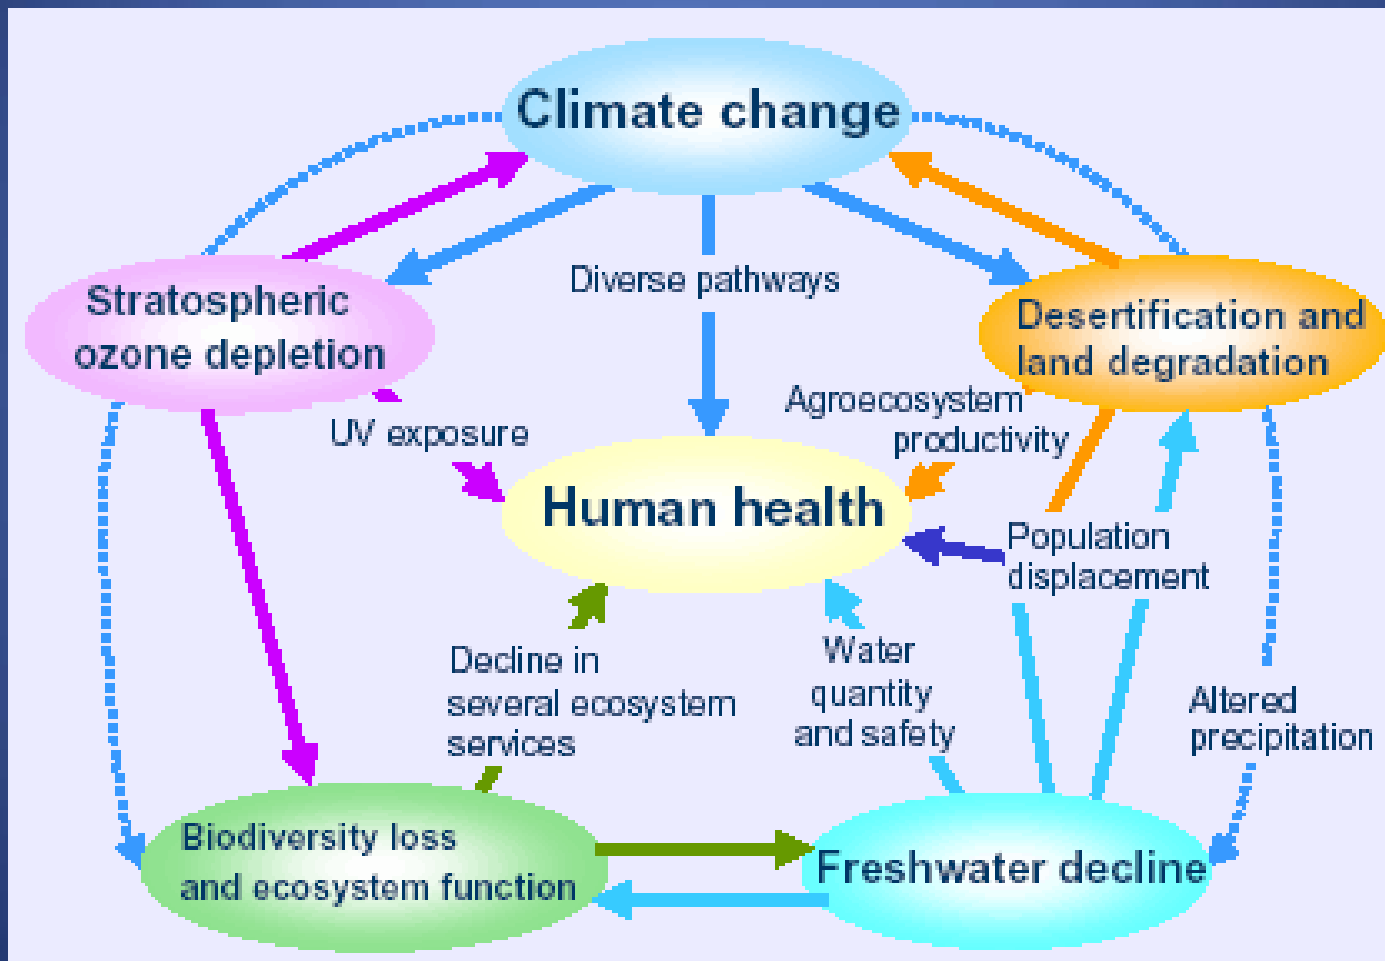 Climate change
Diverse pathways
Stratospheric
ozone depletion
Desertification and
land degradation
UV exposure
Agroecosystem
productivity
Human health
Population
displacement
Decline in
several ecosystem
services
Water
quantity
and safety
Altered
precipitation
Biodiversity loss
and ecosystem function
Freshwater decline